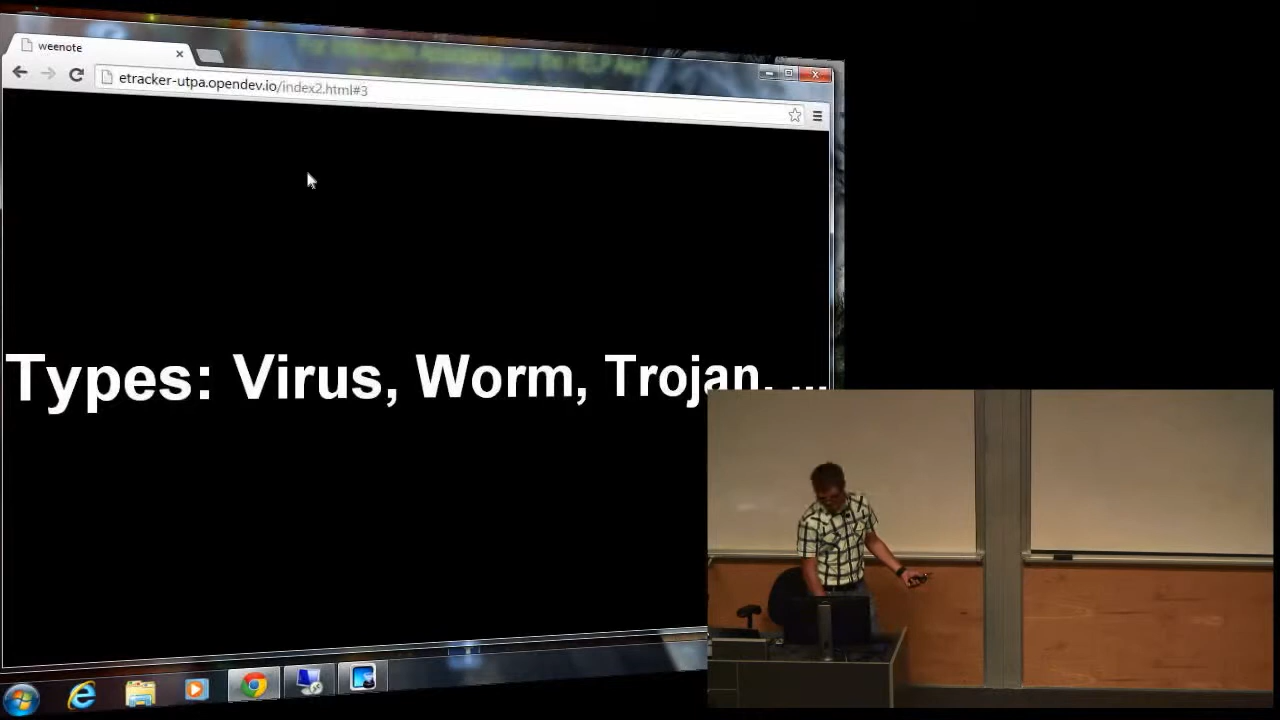 weenote
etracker-utpa.opendev.io/index2.html#3
Types: Virus, Worm, Trojan, ...